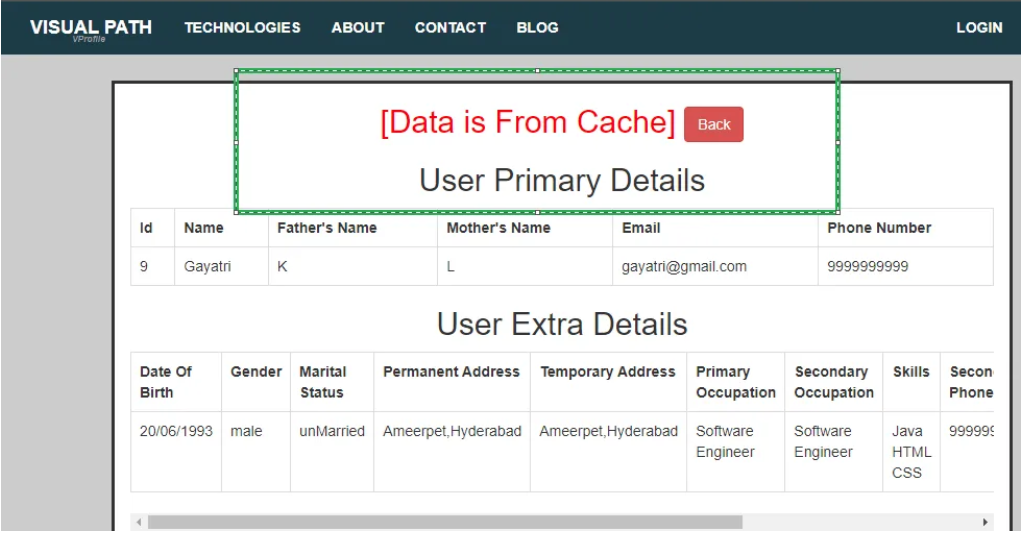 VISUAL PATH TECHNOLOGIES ABOUT CONTACT BLOG LOGIN
VProfile
[Data is From Cache] Back
User Primary Details
Id Name Father's Name Mother's Name Email Phone Number
9 Gayatri K L gayatri@gmail.com 9999999999
User Extra Details
Date Of Gender Marital Permanent Address Temporary Address Primary Secondary Skills Secon
Birth Status Occupation Occupation Phone
20/06/1993 male unMarried Ameerpet,Hyderabad Ameerpet,Hyderabad Software Software Java 99999
Engineer Engineer HTML
CSS